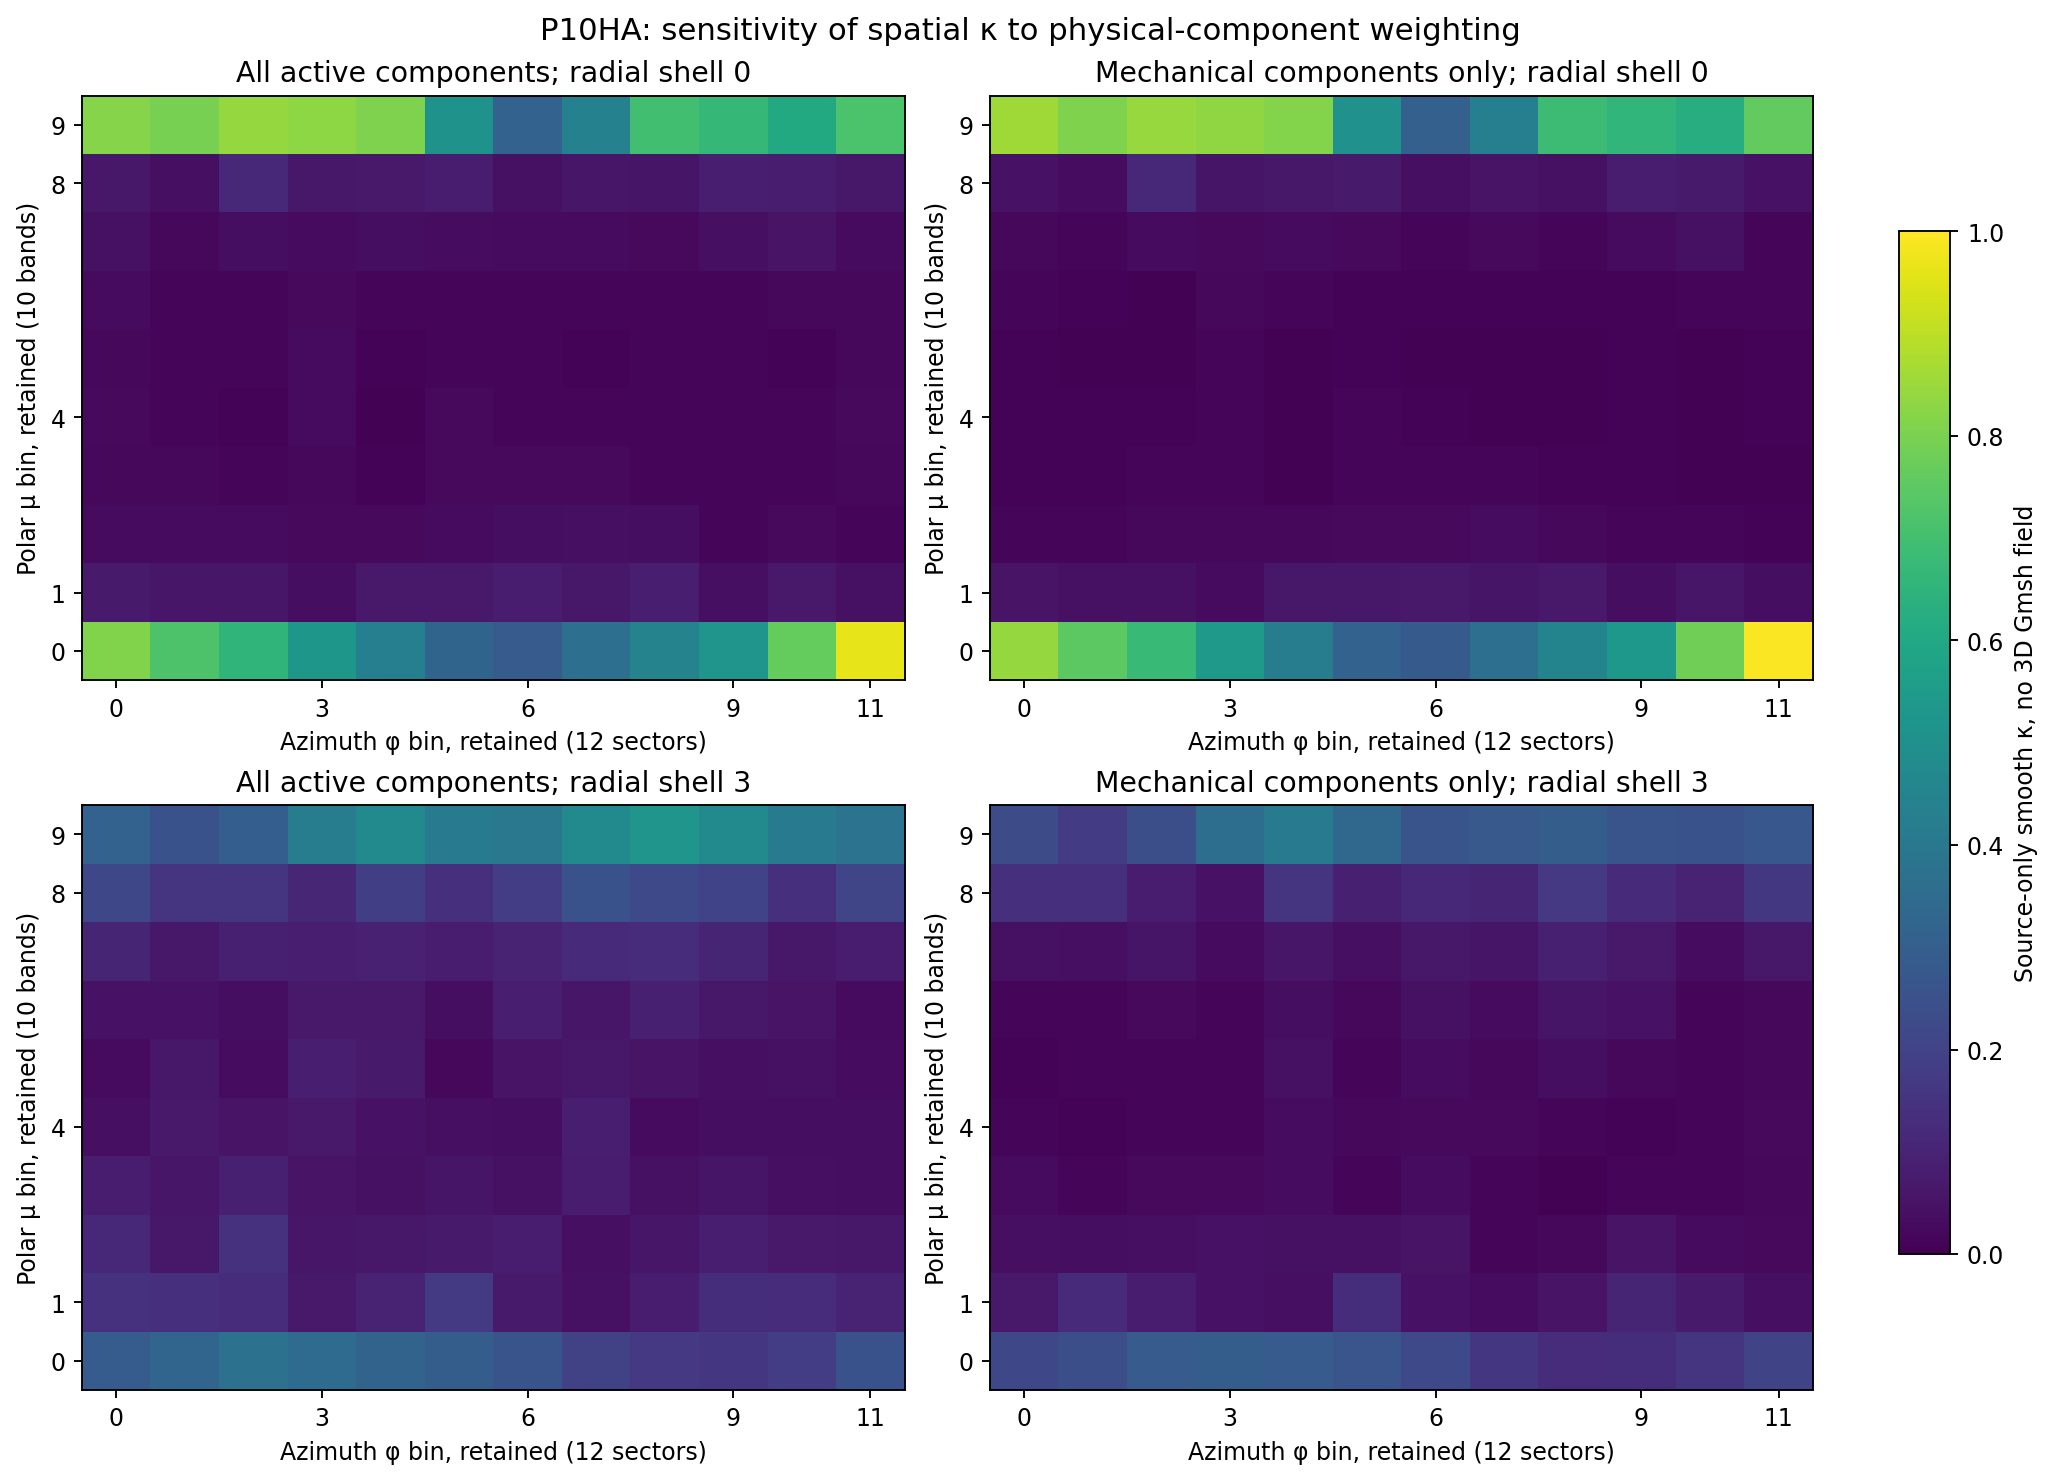 P10HA: sensitivity of spatial κ to physical-component weighting
All active components; radial shell 0
Polar μ bin, retained (10 bands)
9
8
4
1
0
0 3 6 9 11
Azimuth φ bin, retained (12 sectors)
Mechanical components only; radial shell 0
Polar μ bin, retained (10 bands)
9
8
4
1
0
0 3 6 9 11
Azimuth φ bin, retained (12 sectors)
All active components; radial shell 3
Polar μ bin, retained (10 bands)
9
8
4
1
0
0 3 6 9 11
Azimuth φ bin, retained (12 sectors)
Mechanical components only; radial shell 3
Polar μ bin, retained (10 bands)
9
8
4
1
0
0 3 6 9 11
Azimuth φ bin, retained (12 sectors)
1.0
0.8
0.6
0.4
0.2
0.0
Source-only smooth κ, no 3D Gmsh field